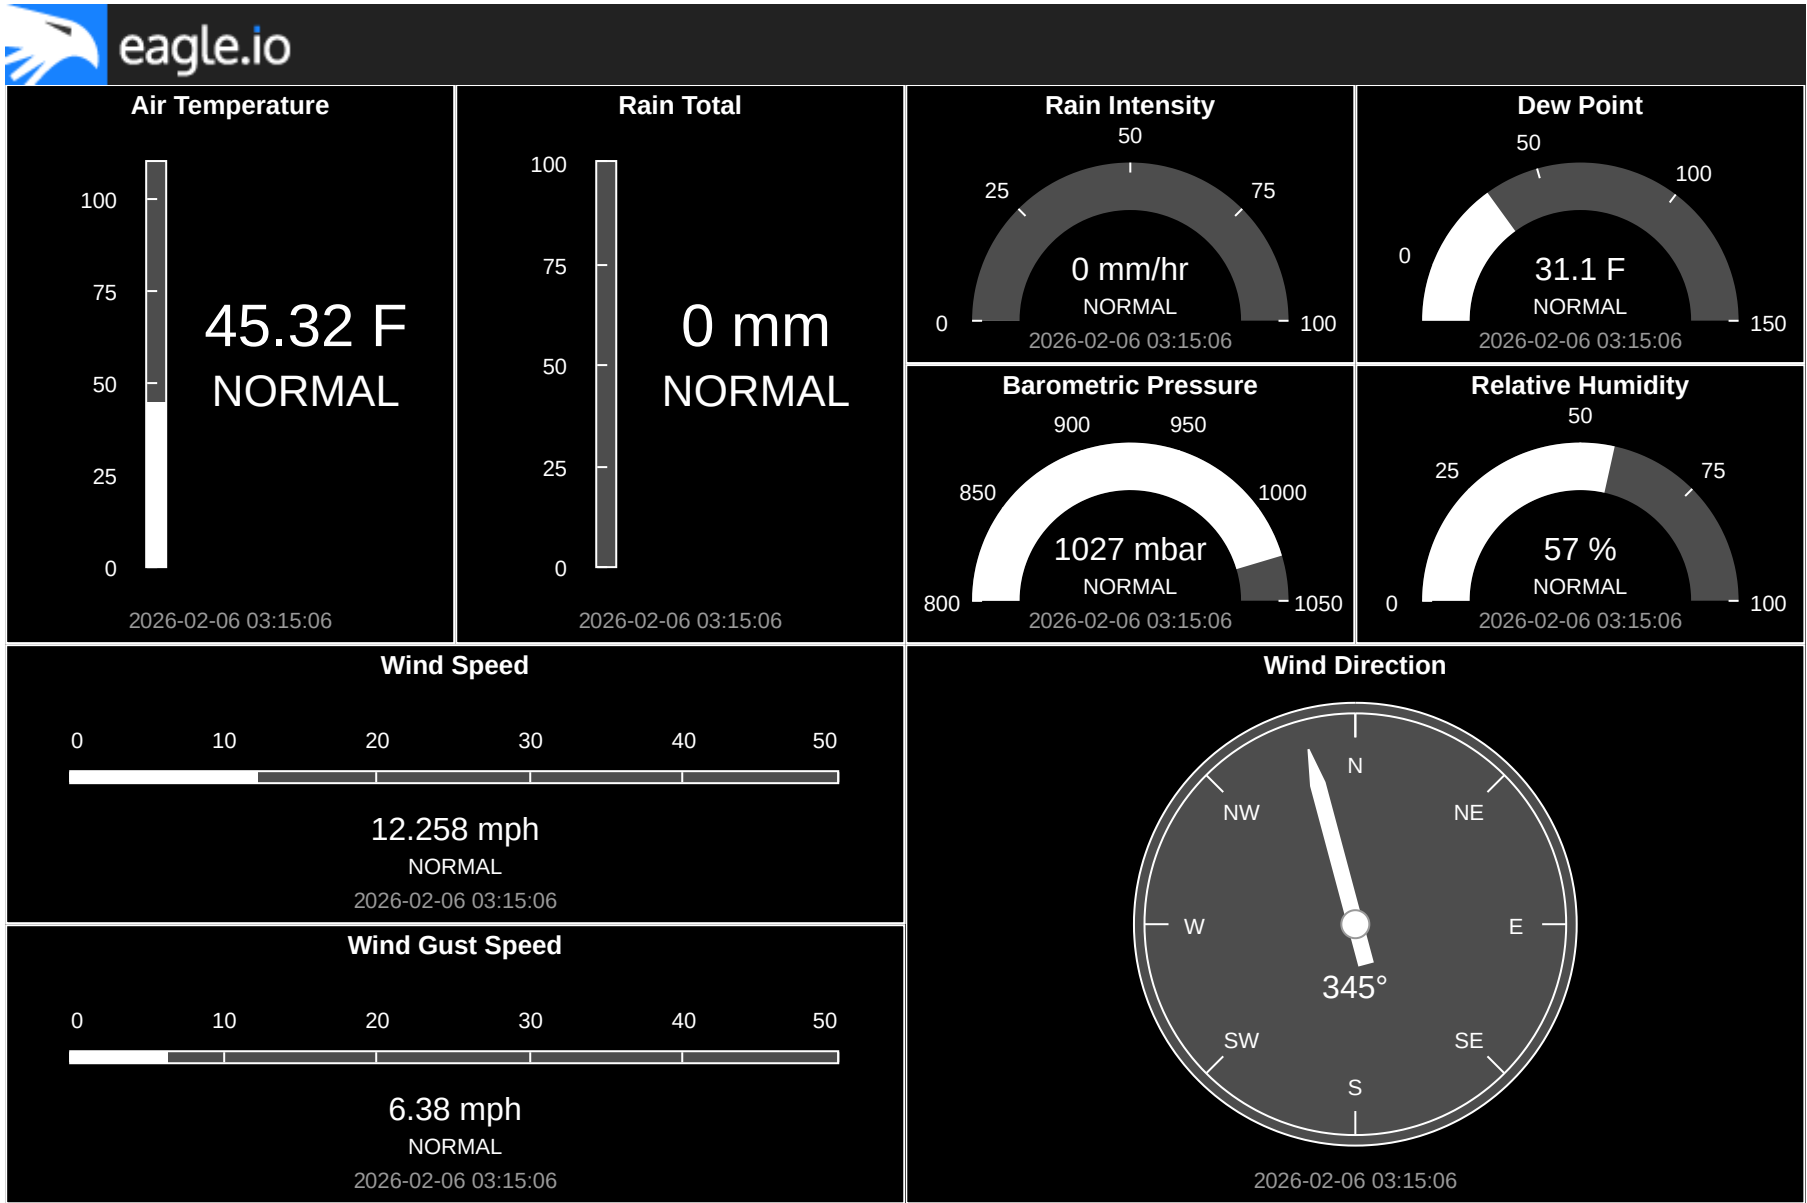 eagle.io
Air Temperature
100
75
50
25
0
45.32 F
NORMAL
2026-02-06 03:15:06
Rain Total
100
75
50
25
0
0 mm
NORMAL
2026-02-06 03:15:06
Rain Intensity
0
25
50
75
100
0 mm/hr
NORMAL
2026-02-06 03:15:06
Dew Point
0
50
100
150
31.1 F
NORMAL
2026-02-06 03:15:06
Barometric Pressure
800
850
900
950
1000
1050
1027 mbar
NORMAL
2026-02-06 03:15:06
Relative Humidity
0
25
50
75
100
57 %
NORMAL
2026-02-06 03:15:06
Wind Speed
0 10 20 30 40 50
12.258 mph
NORMAL
2026-02-06 03:15:06
Wind Gust Speed
0 10 20 30 40 50
6.38 mph
NORMAL
2026-02-06 03:15:06
Wind Direction
N
NW NE
W E
345°
SW SE
S
2026-02-06 03:15:06